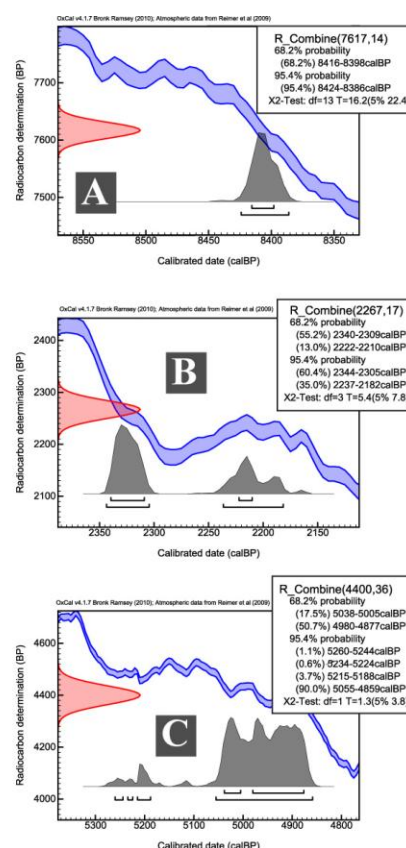 OxCal v4.1.7 Bronk Ramsey (2010); Atmospheric data from Reimer et al (2009)
R_Combine(7617,14)
68.2% probability
(68.2%) 8416-8398calBP
95.4% probability
(95.4%) 8424-8386calBP
X2-Test: df=13 T=16.2(5% 22.4
Radiocarbon determination (BP)
7700
7600
7500
A
8550
8500
8450
8400
8350
Calibrated date (calBP)
OxCal v4.1.7 Bronk Ramsey (2010); Atmospheric data from Reimer et al (2009)
R_Combine(2267,17)
68.2% probability
(55.2%) 2340-2309calBP
(13.0%) 2222-2210calBP
95.4% probability
(60.4%) 2344-2305calBP
(35.0%) 2237-2182calBP
X2-Test: df=3 T=5.4(5% 7.8
Radiocarbon determination (BP)
2400
2300
2200
2100
B
2350
2300
2250
2200
2150
Calibrated date (calBP)
OxCal v4.1.7 Bronk Ramsey (2010); Atmospheric data from Reimer et al (2009)
R_Combine(4400,36)
68.2% probability
(17.5%) 5038-5005calBP
(50.7%) 4980-4877calBP
95.4% probability
(1.1%) 5260-5244calBP
(0.6%) 5234-5224calBP
(3.7%) 5215-5188calBP
(90.0%) 5055-4859calBP
X2-Test: df=1 T=1.3(5% 3.8
Radiocarbon determination (BP)
4600
4400
4200
4000
C
5300
5200
5100
5000
4900
4800
Calibrated date (calBP)